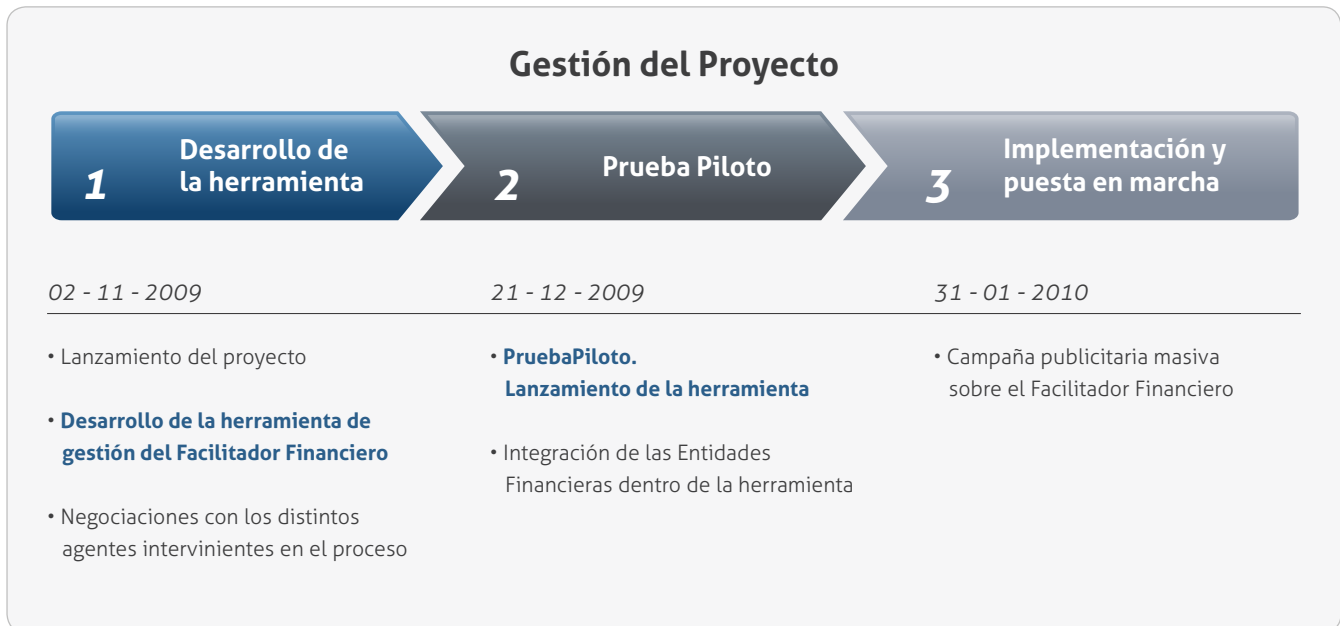 Gestión del Proyecto
1
Desarrollo de
la herramienta
2
Prueba Piloto
3
Implementación y
puesta en marcha
02 - 11 - 2009
• Lanzamiento del proyecto
• Desarrollo de la herramienta de
gestión del Facilitador Financiero
• Negociaciones con los distintos
agentes intervinientes en el proceso
21 - 12 - 2009
• PruebaPiloto.
Lanzamiento de la herramienta
• Integración de las Entidades
Financieras dentro de la herramienta
31 - 01 - 2010
• Campaña publicitaria masiva
sobre el Facilitador Financiero